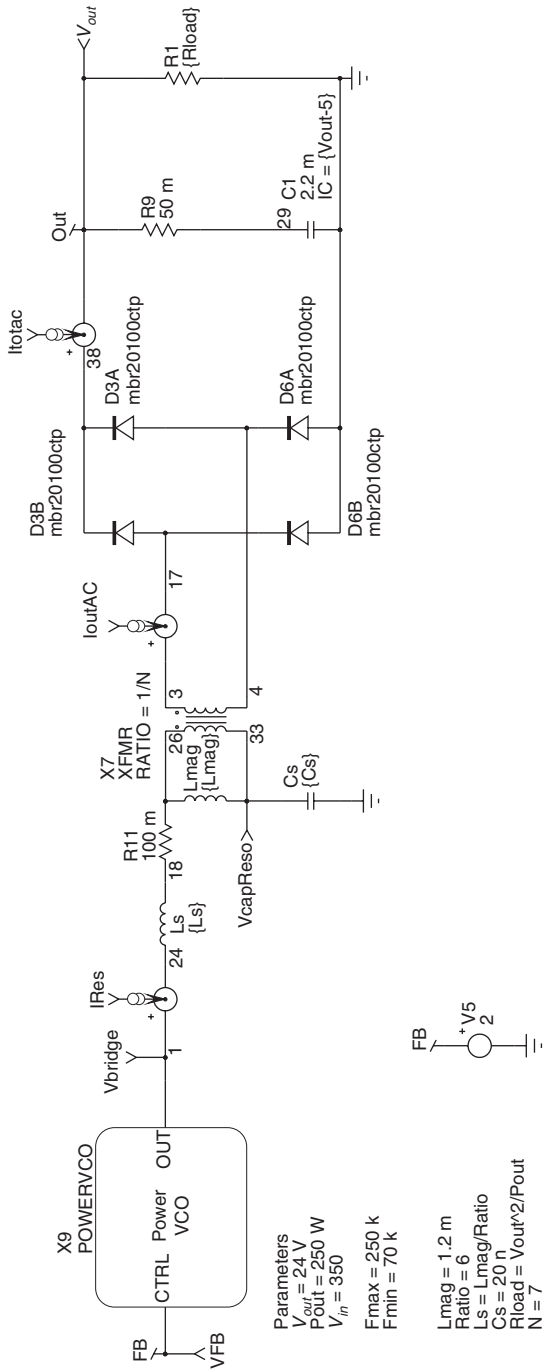 X9
POWERVCO
FB
VFB
CTRL
Power
VCO
OUT
Vbridge
1
IRes
+
24
Ls
{Ls}
18
R11
100 m
X7
XFMR
RATIO = 1/N
26
3
Lmag
{Lmag}
33
4
VcapReso
Cs
{Cs}
IoutAC
+
17
D3B
mbr20100ctp
D3A
mbr20100ctp
D6B
mbr20100ctp
D6A
mbr20100ctp
Itotac
+
38
Out
R9
50 m
29
C1
2.2 m
IC = {Vout-5}
Vout
R1
{Rload}
Parameters
Vout = 24 V
Pout = 250 W
Vin = 350
Fmax = 250 k
Fmin = 70 k
Lmag = 1.2 m
Ratio = 6
Ls = Lmag/Ratio
Cs = 20 n
Rload = Vout^2/Pout
N = 7
FB
+
V5
2